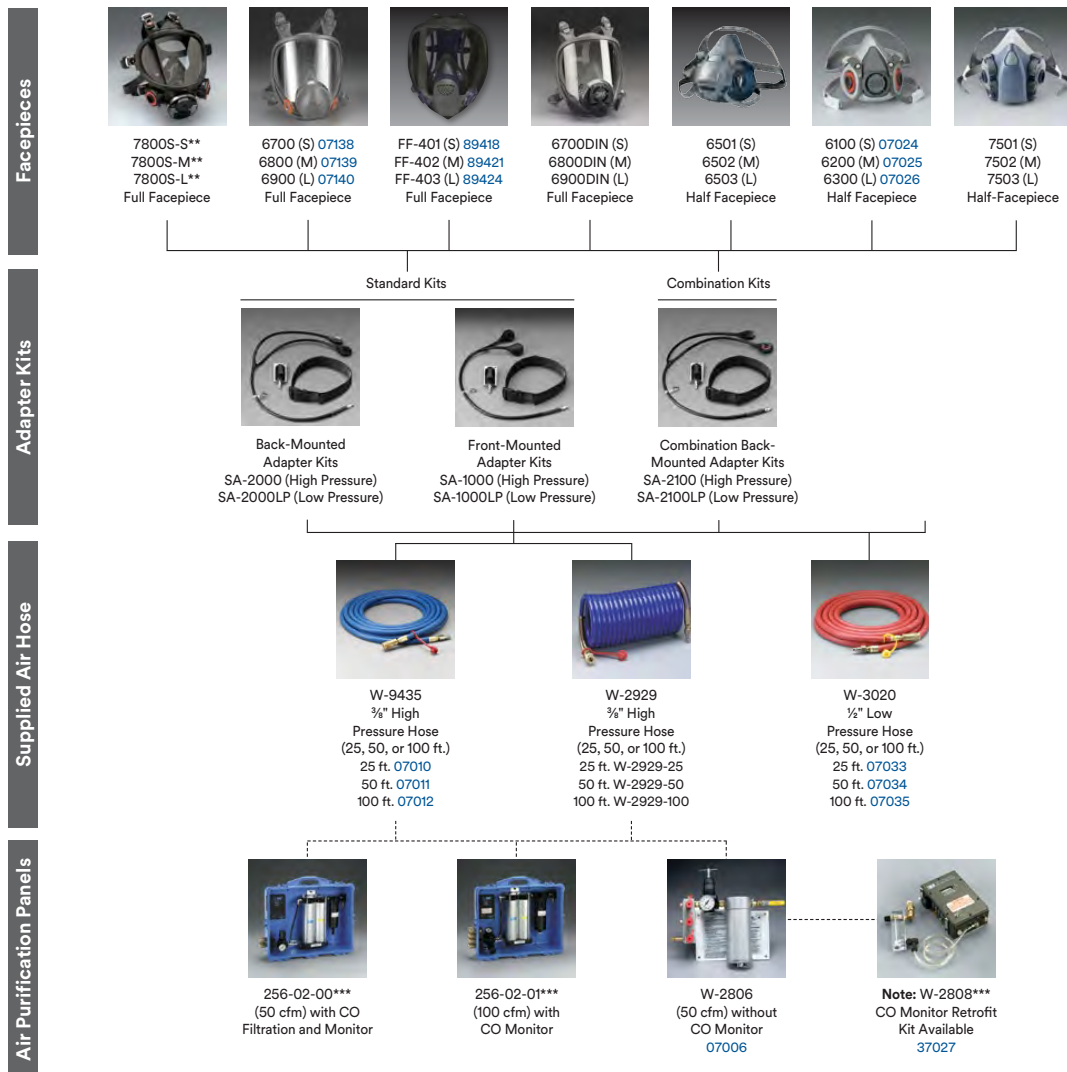 Facepieces
7800S-S**
7800S-M**
7800S-L**
Full Facepiece
6700 (S) 07138
6800 (M) 07139
6900 (L) 07140
Full Facepiece
FF-401 (S) 89418
FF-402 (M) 89421
FF-403 (L) 89424
Full Facepiece
6700DIN (S)
6800DIN (M)
6900DIN (L)
Full Facepiece
6501 (S)
6502 (M)
6503 (L)
Half Facepiece
6100 (S) 07024
6200 (M) 07025
6300 (L) 07026
Half Facepiece
7501 (S)
7502 (M)
7503 (L)
Half-Facepiece
Adapter Kits
Standard Kits
Combination Kits
Back-Mounted
Adapter Kits
SA-2000 (High Pressure)
SA-2000LP (Low Pressure)
Front-Mounted
Adapter Kits
SA-1000 (High Pressure)
SA-1000LP (Low Pressure)
Combination Back-
Mounted Adapter Kits
SA-2100 (High Pressure)
SA-2100LP (Low Pressure)
Supplied Air Hose
W-9435
⅜" High
Pressure Hose
(25, 50, or 100 ft.)
25 ft. 07010
50 ft. 07011
100 ft. 07012
W-2929
⅜" High
Pressure Hose
(25, 50, or 100 ft.)
25 ft. W-2929-25
50 ft. W-2929-50
100 ft. W-2929-100
W-3020
½" Low
Pressure Hose
(25, 50, or 100 ft.)
25 ft. 07033
50 ft. 07034
100 ft. 07035
Air Purification Panels
256-02-00***
(50 cfm) with CO
Filtration and Monitor
256-02-01***
(100 cfm) with
CO Monitor
W-2806
(50 cfm) without
CO Monitor
07006
Note: W-2808***
CO Monitor Retrofit
Kit Available
37027